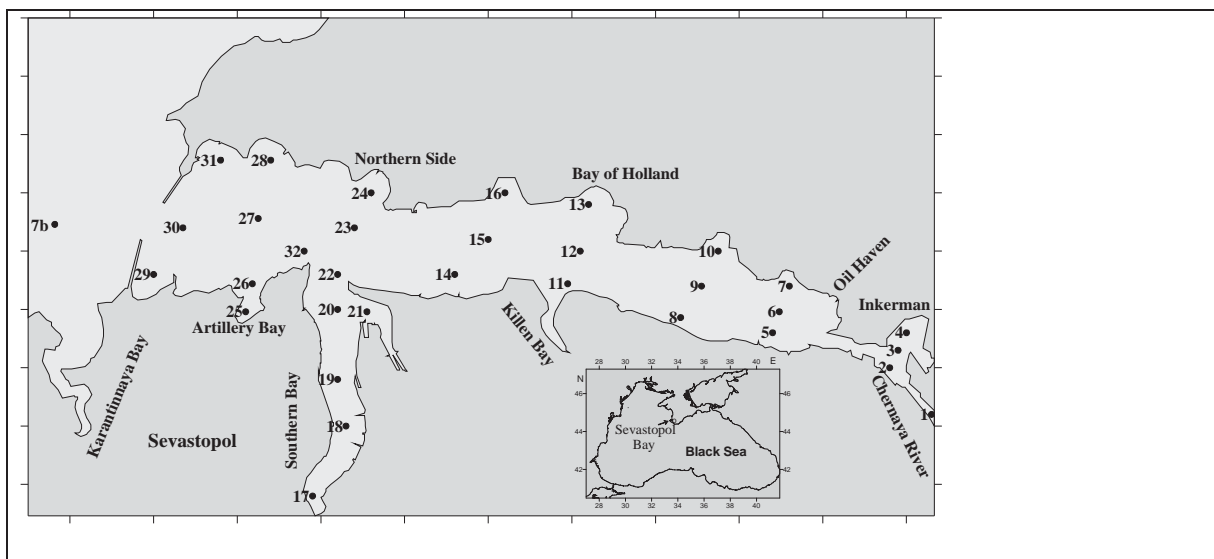 31
28
Northern Side
24
16
Bay of Holland
13
7b
30
27
23
32
15
12
10
Oil Haven
29
26
22
14
11
9
7
25
20
21
8
6
5
Inkerman
4
3
2
1
Artillery Bay
Killen Bay
Karantinnaya Bay
Sevastopol
Southern Bay
19
18
17
Chernaya River
28 30 32 34 36 38 40 E
N
46 46
44 44
42 42
Sevastopol
Bay
Black Sea
28 30 32 34 36 38 40